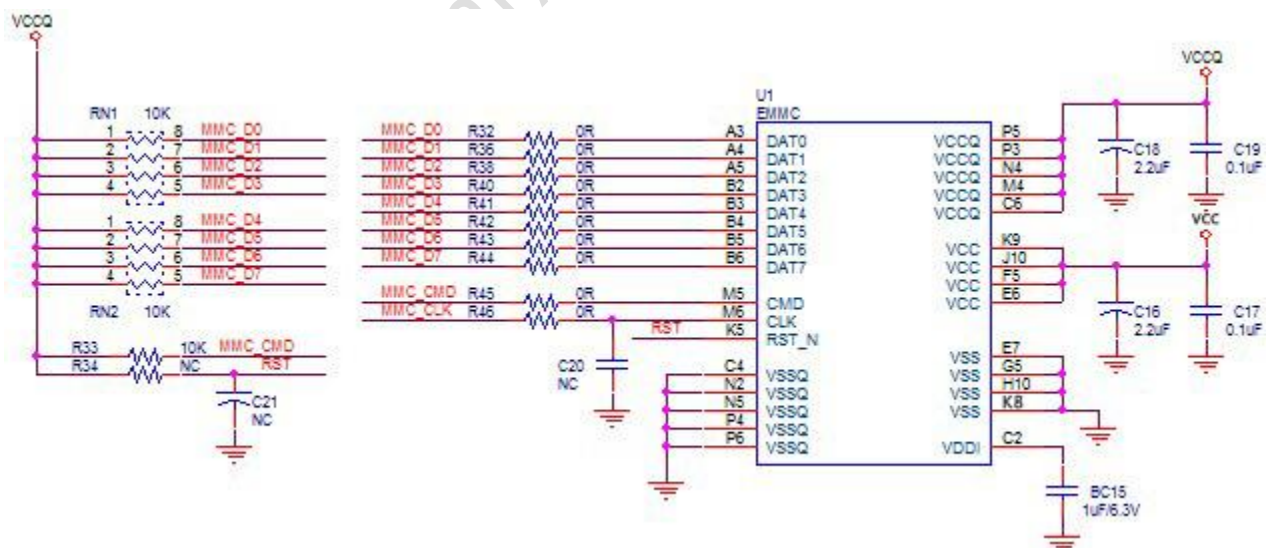 VCCQ
RN1 10K
1 8 MMC_D0
2 7 MMC_D1
3 6 MMC_D2
4 5 MMC_D3
1 8 MMC_D4
2 7 MMC_D5
3 6 MMC_D6
4 5 MMC_D7
RN2 10K
R33 10K MMC_CMD
R34 NC RST
C21
NC
MMC_D0 R32 0R
MMC_D1 R36 0R
MMC_D2 R38 0R
MMC_D3 R40 0R
MMC_D4 R41 0R
MMC_D5 R42 0R
MMC_D6 R43 0R
MMC_D7 R44 0R
MMC_CMD R45 0R
MMC_CLK R46 0R
RST
C20
NC
U1
EMMC
A3 DAT0
A4 DAT1
A5 DAT2
B2 DAT3
B3 DAT4
B4 DAT5
B5 DAT6
B6 DAT7
M5 CMD
M6 CLK
K5 RST_N
C4 VSSQ
N2 VSSQ
N5 VSSQ
P4 VSSQ
P6 VSSQ
VCCQ P5
VCCQ P3
VCCQ N4
VCCQ M4
VCCQ C6
VCC K9
VCC J10
VCC F5
VCC E6
VSS E7
VSS G5
VSS H10
VSS K8
VDDI C2
VCCQ
C18
2.2uF
C19
0.1uF
VCC
C16
2.2uF
C17
0.1uF
BC15
1uF/6.3V